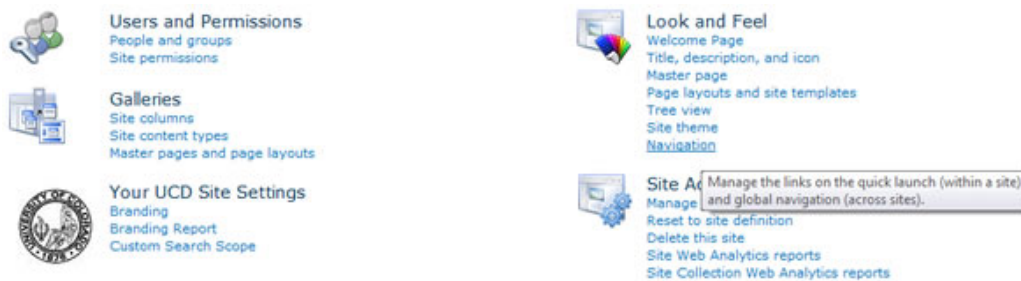 Users and Permissions
People and groups
Site permissions
Galleries
Site columns
Site content types
Master pages and page layouts
UNIVERSITY OF COLORADO
1876
Your UCD Site Settings
Branding
Branding Report
Custom Search Scope
Look and Feel
Welcome Page
Title, description, and icon
Master page
Page layouts and site templates
Tree view
Site theme
Navigation
Manage the links on the quick launch (within a site)
and global navigation (across sites).
Site
Manage
Reset to site definition
Delete this site
Site Web Analytics reports
Site Collection Web Analytics reports